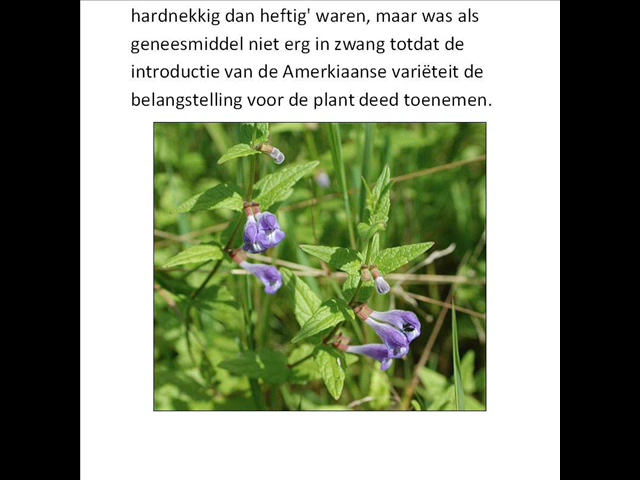 hardnekkig dan heftig' waren, maar was als
geneesmiddel niet erg in zwang totdat de
introductie van de Amerkiaanse variëteit de
belangstelling voor de plant deed toenemen.